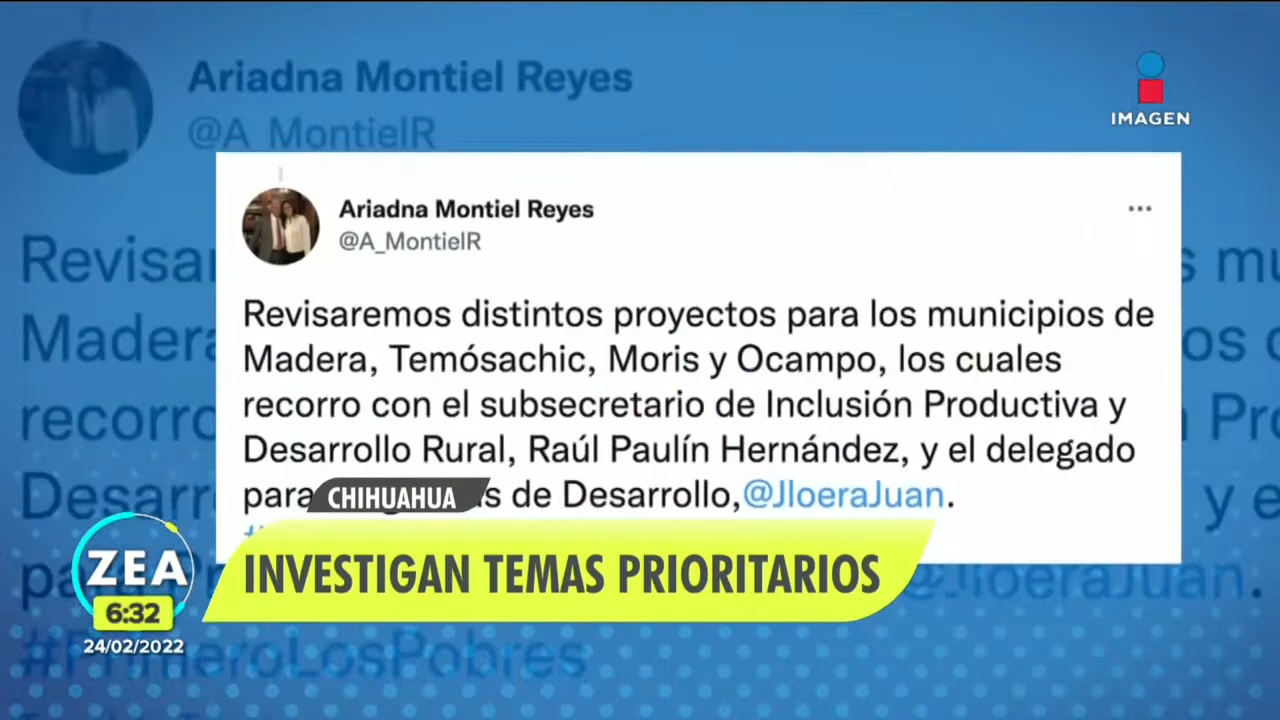 Ariadna Montiel Reyes
@A_MontielR
IMAGEN
Ariadna Montiel Reyes
@A_MontielR
Revisaremos distintos proyectos para los municipios de
Madera, Temósachic, Moris y Ocampo, los cuales
recorro con el subsecretario de Inclusión Productiva y
Desarrollo Rural, Raúl Paulín Hernández, y el delegado
para de Desarrollo,@JloeraJuan.
CHIHUAHUA
INVESTIGAN TEMAS PRIORITARIOS
ZEA
6:32
24/02/2022
#PrimeroLosPobres